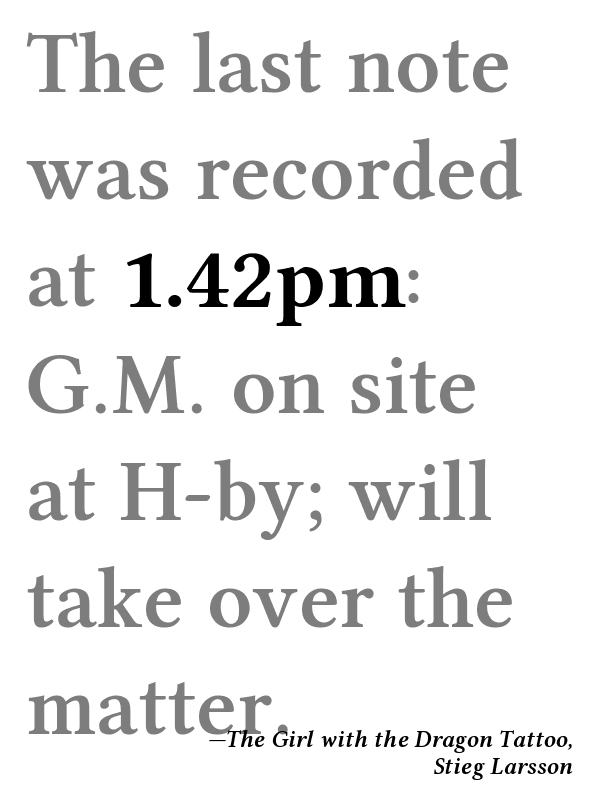 The last note
was recorded
at 1.42pm:
G.M. on site
at H-by; will
take over the
matter.
—The Girl with the Dragon Tattoo,
Stieg Larsson